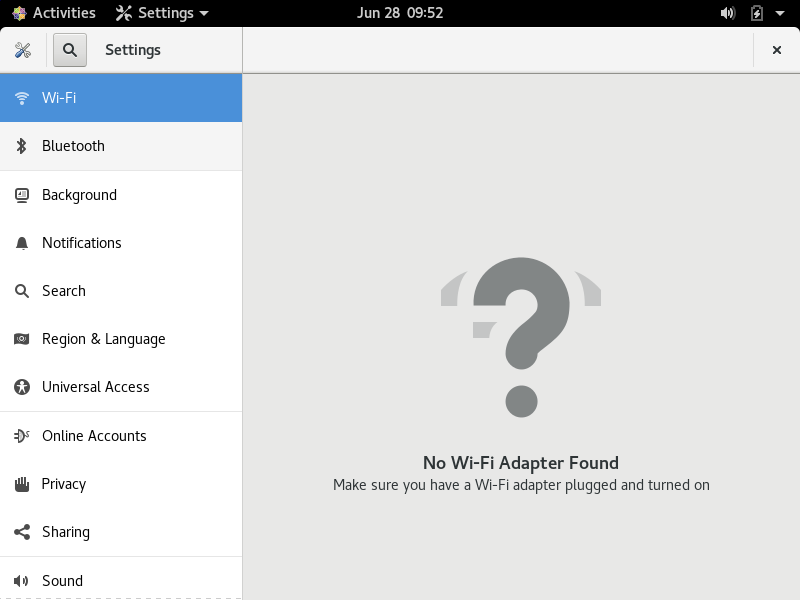 Activities Settings Jun 28 09:52
Settings
Wi-Fi
Bluetooth
Background
Notifications
Search
Region & Language
Universal Access
Online Accounts
Privacy
Sharing
Sound
No Wi-Fi Adapter Found
Make sure you have a Wi-Fi adapter plugged and turned on